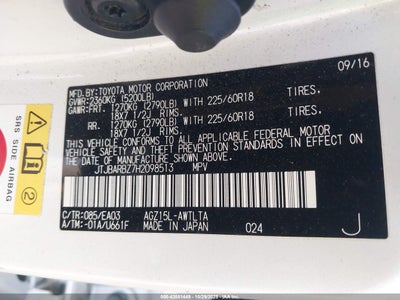 09/16
MFD.BY:TOYOTA MOTOR CORPORATION
GVWR:2360KG (5200LB)
GAWR:FRT. 1270KG (2790LB) WITH 225/60R18 TIRES.
18X7 1/2J RIMS.
RR. 1270KG (2790LB) WITH 225/60R18 TIRES.
18X7 1/2J RIMS.
THIS VEHICLE CONFORMS TO ALL APPLICABLE FEDERAL MOTOR
VEHICLE SAFETY, BUMPER, AND THEFT PREVENTION STANDARDS
IN EFFECT ON THE DATE OF MANUFACTURE SHOWN ABOVE.
JTJBARBZ7H2098513 MPV
C/TR:085/EA03 AGZ15L-AWTLTA
A/TM:-01A/U661F MADE IN JAPAN 024 J
SRS SIDE AIRBAG
2